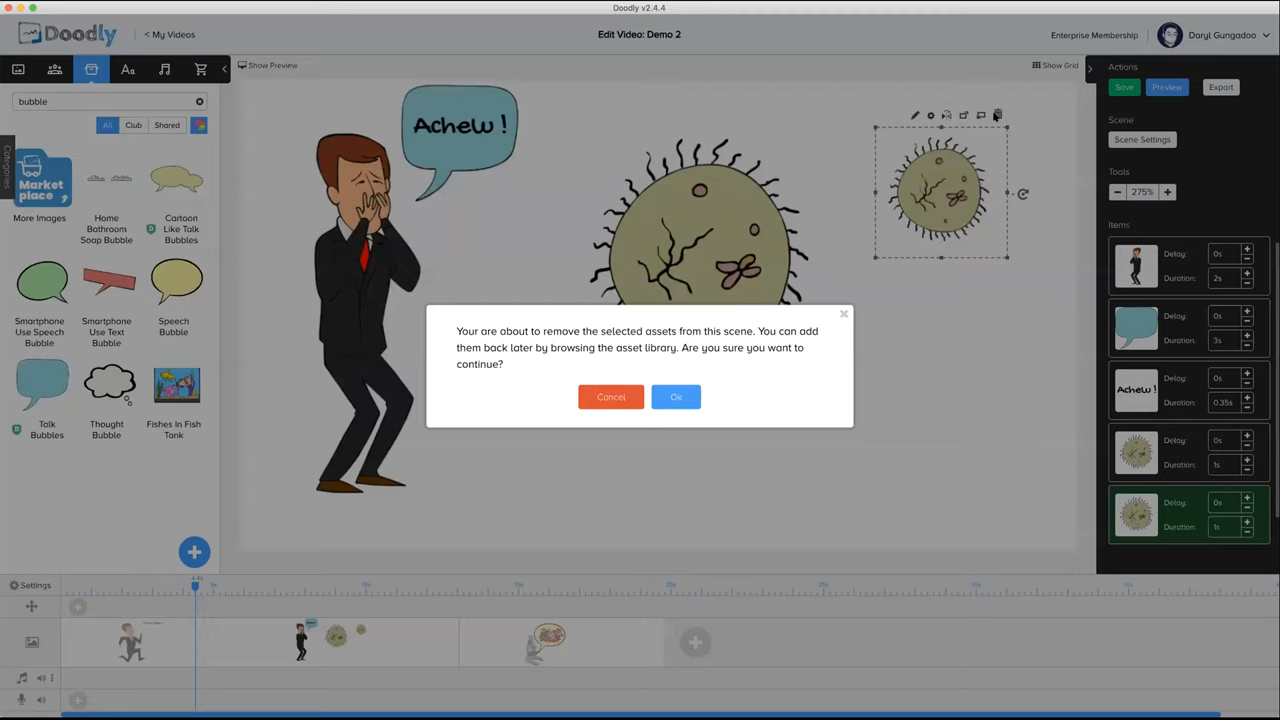 Doodly v2.4.4
Doodly
< My Videos
Edit Video: Demo 2
Enterprise Membership
Daryl Gungadoo
Show Preview
Show Grid
bubble
All
Club
Shared
Categories
Market
place
More Images
Home
Bathroom
Soap Bubble
Cartoon
Like Talk
Bubbles
Smartphone
Use Speech
Bubble
Smartphone
Use Text
Bubble
Speech
Bubble
Talk
Bubbles
Thought
Bubble
Fishes In Fish
Tank
Achew !
Your are about to remove the selected assets from this scene. You can add
them back later by browsing the asset library. Are you sure you want to
continue?
Cancel
Ok
Actions
Save
Preview
Export
Scene
Scene Settings
Tools
275%
Items
Delay:
0s
Duration:
2s
Delay:
0s
Duration:
3s
Achew !
Delay:
0s
Duration:
0.35s
Delay:
0s
Duration:
1s
Delay:
0s
Duration:
1s
Settings
4.4s
10s
20s
25s